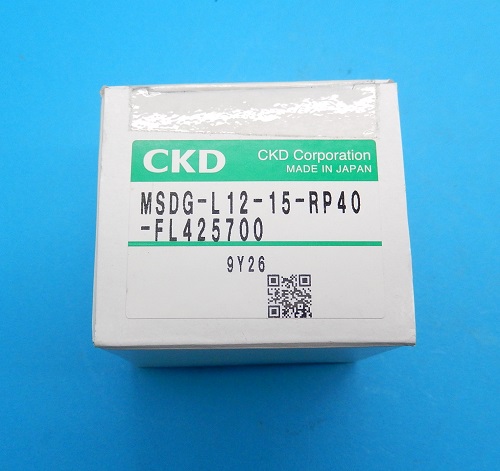 CKD
CKD Corporation
MADE IN JAPAN
MSDG-L12-15-RP40
-FL425700
9Y26